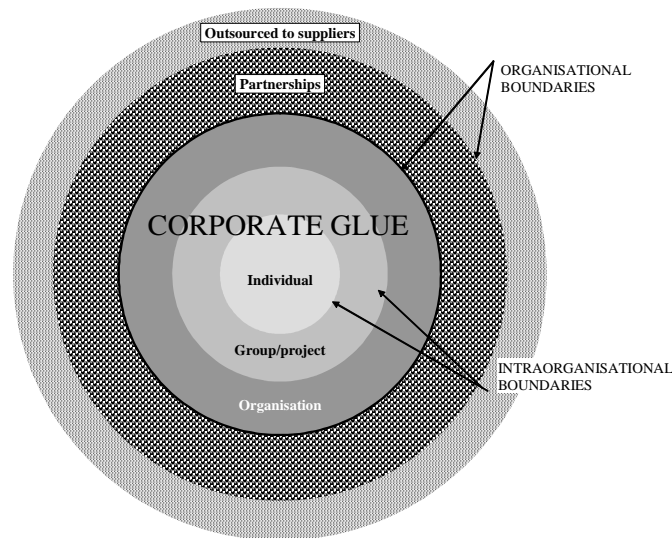 Outsourced to suppliers
Partnerships
ORGANISATIONAL
BOUNDARIES
CORPORATE GLUE
Individual
Group/project
INTRAORGANISATIONAL
BOUNDARIES
Organisation